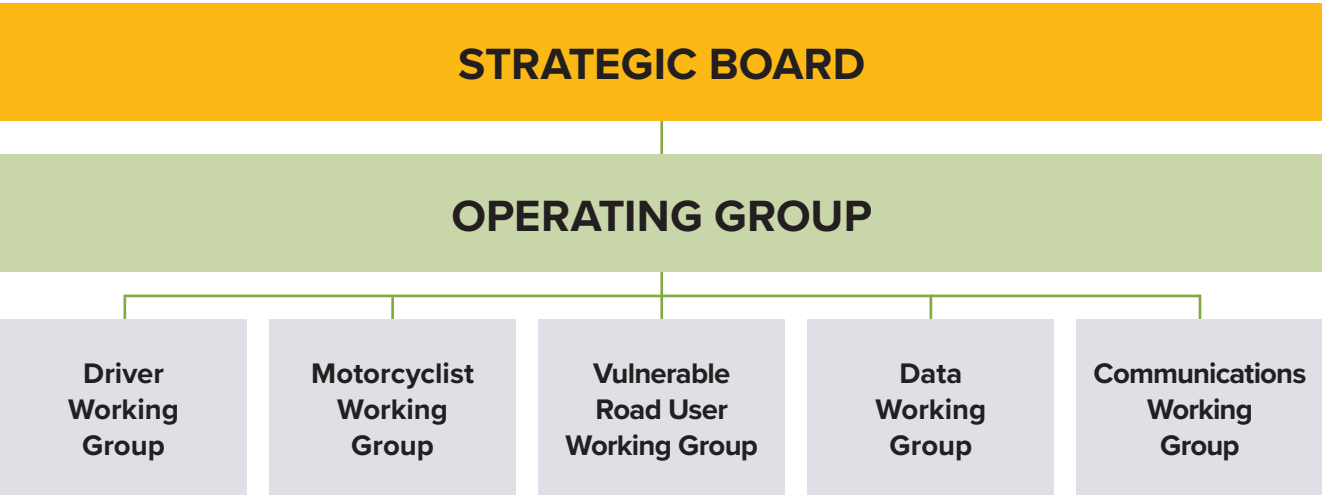 STRATEGIC BOARD
OPERATING GROUP
Driver
Working
Group
Motorcyclist
Working
Group
Vulnerable
Road User
Working Group
Data
Working
Group
Communications
Working
Group